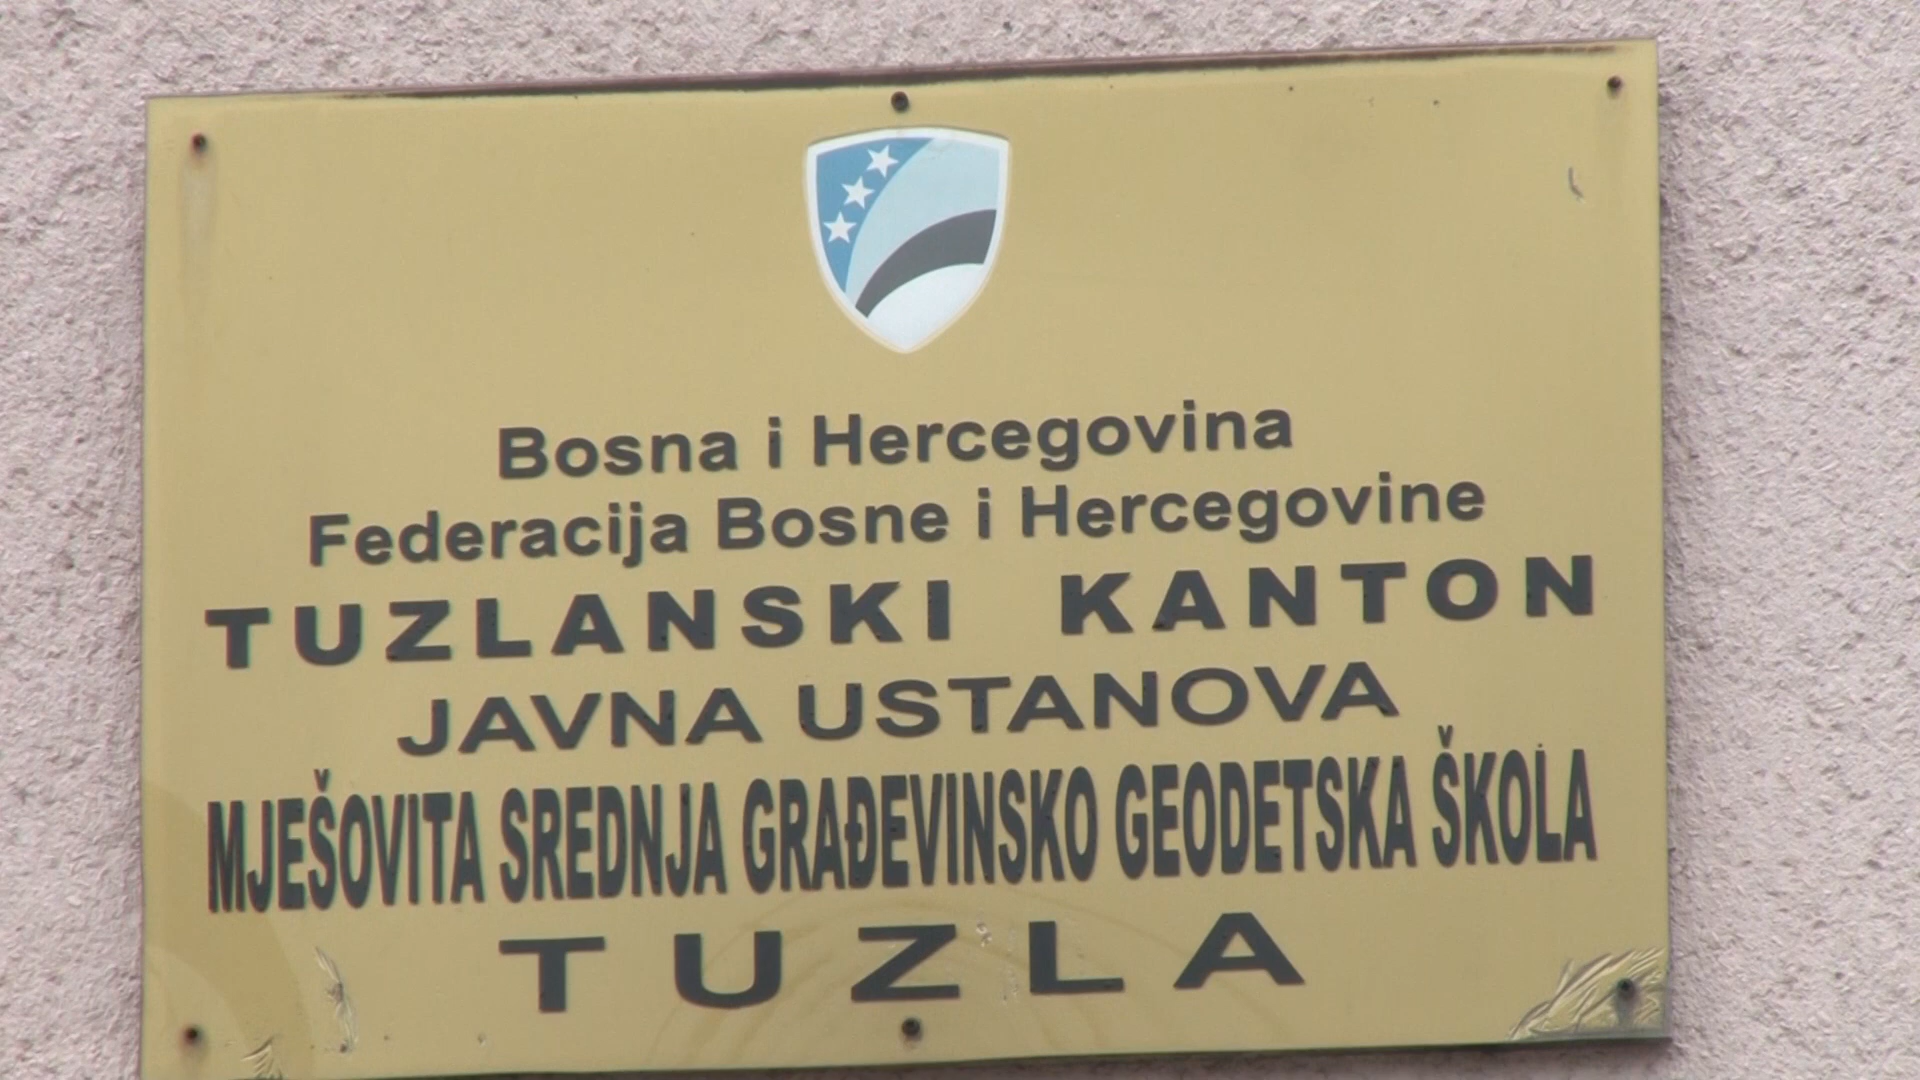 Bosna i Hercegovina
Federacija Bosne i Hercegovine
TUZLANSKI KANTON
JAVNA USTANOVA
MJEŠOVITA SREDNJA GRAĐEVINSKO GEODETSKA ŠKOLA
TUZLA